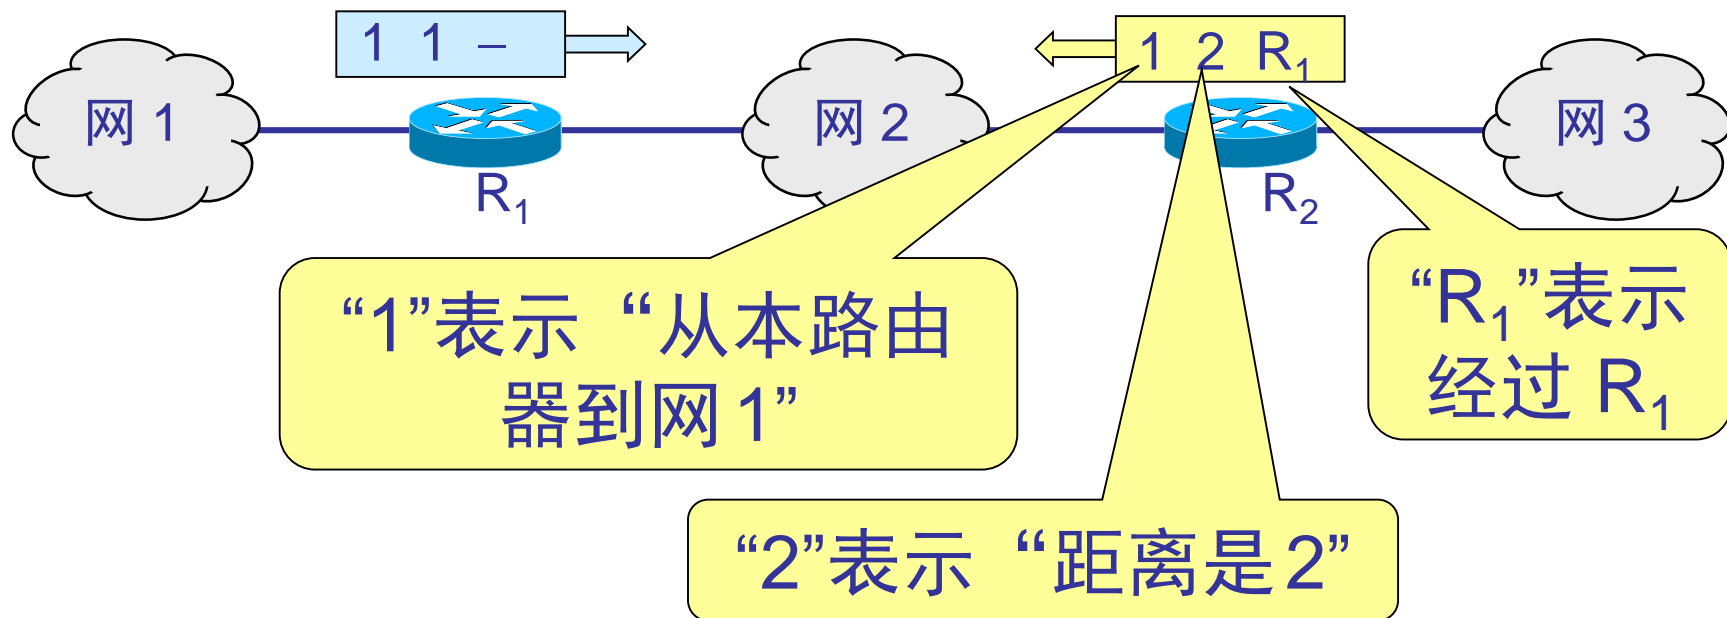 1 1 –
1 2 R₁
网 1
网 2
网 3
R₁
R₂
“1”表示 “从本路由
器到网 1”
“R₁”表示
经过 R₁
“2”表示 “距离是 2”